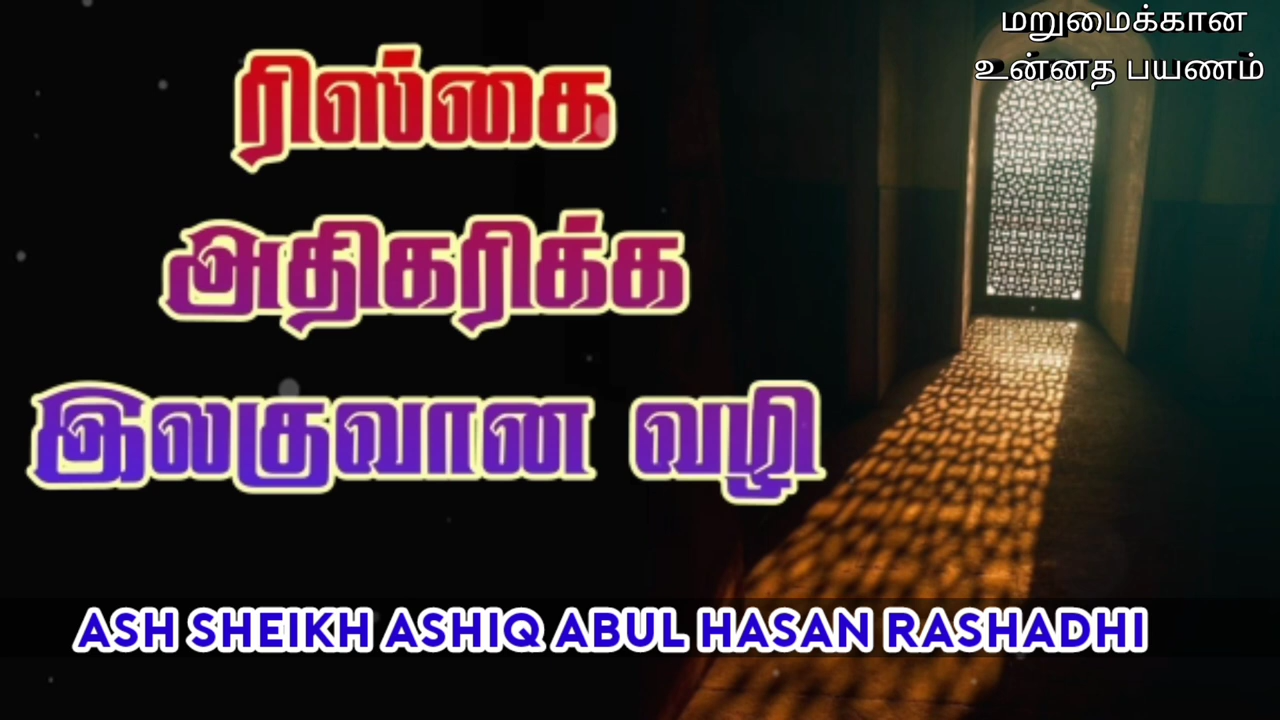 மறுமைக்கான
உன்னத பயணம்
ரிஸ்கை
அதிகரிக்க
இலகுவான வழி
ASH SHEIKH ASHIQ ABUL HASAN RASHADHI